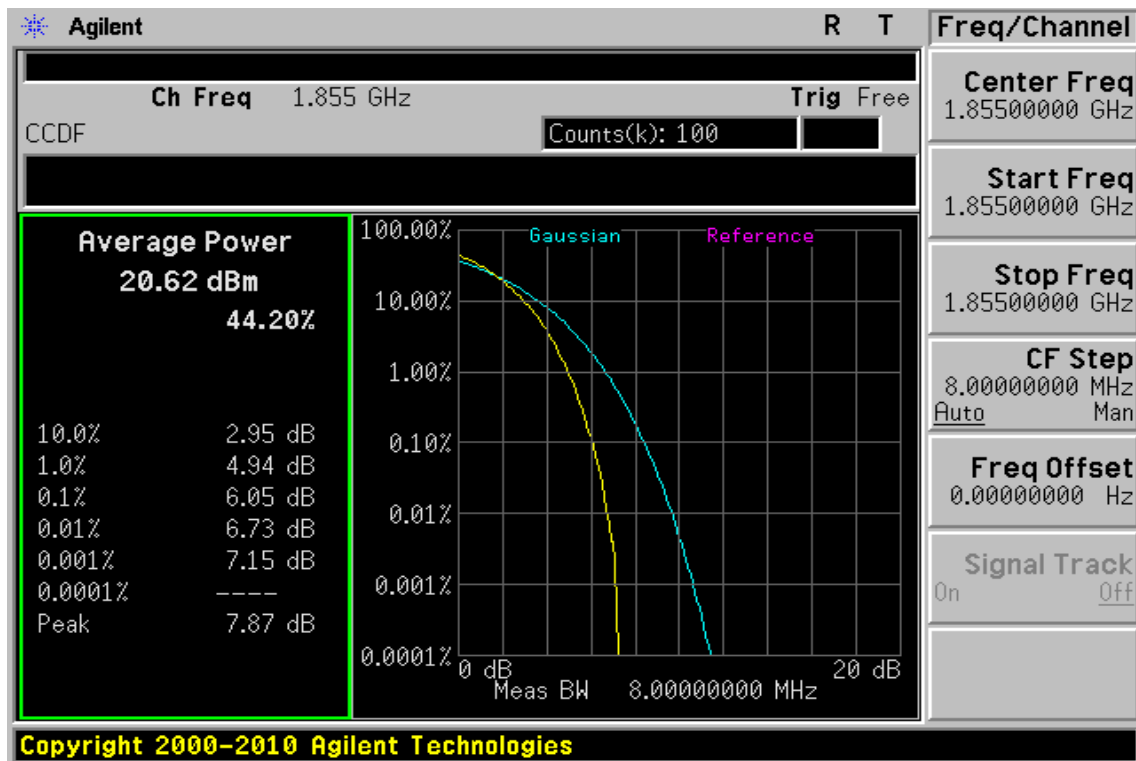 Agilent R T
Freq/Channel
Ch Freq 1.855 GHz Trig Free
CCDF Counts(k): 100
Average Power
20.62 dBm
44.20%
10.0% 2.95 dB
1.0% 4.94 dB
0.1% 6.05 dB
0.01% 6.73 dB
0.001% 7.15 dB
0.0001% ----
Peak 7.87 dB
Gaussian Reference
100.00%
10.00%
1.00%
0.10%
0.01%
0.001%
0.0001%
0 dB 20 dB
Meas BW 8.00000000 MHz
Center Freq
1.85500000 GHz
Start Freq
1.85500000 GHz
Stop Freq
1.85500000 GHz
CF Step
8.00000000 MHz
Auto Man
Freq Offset
0.00000000 Hz
Signal Track
On Off
Copyright 2000-2010 Agilent Technologies